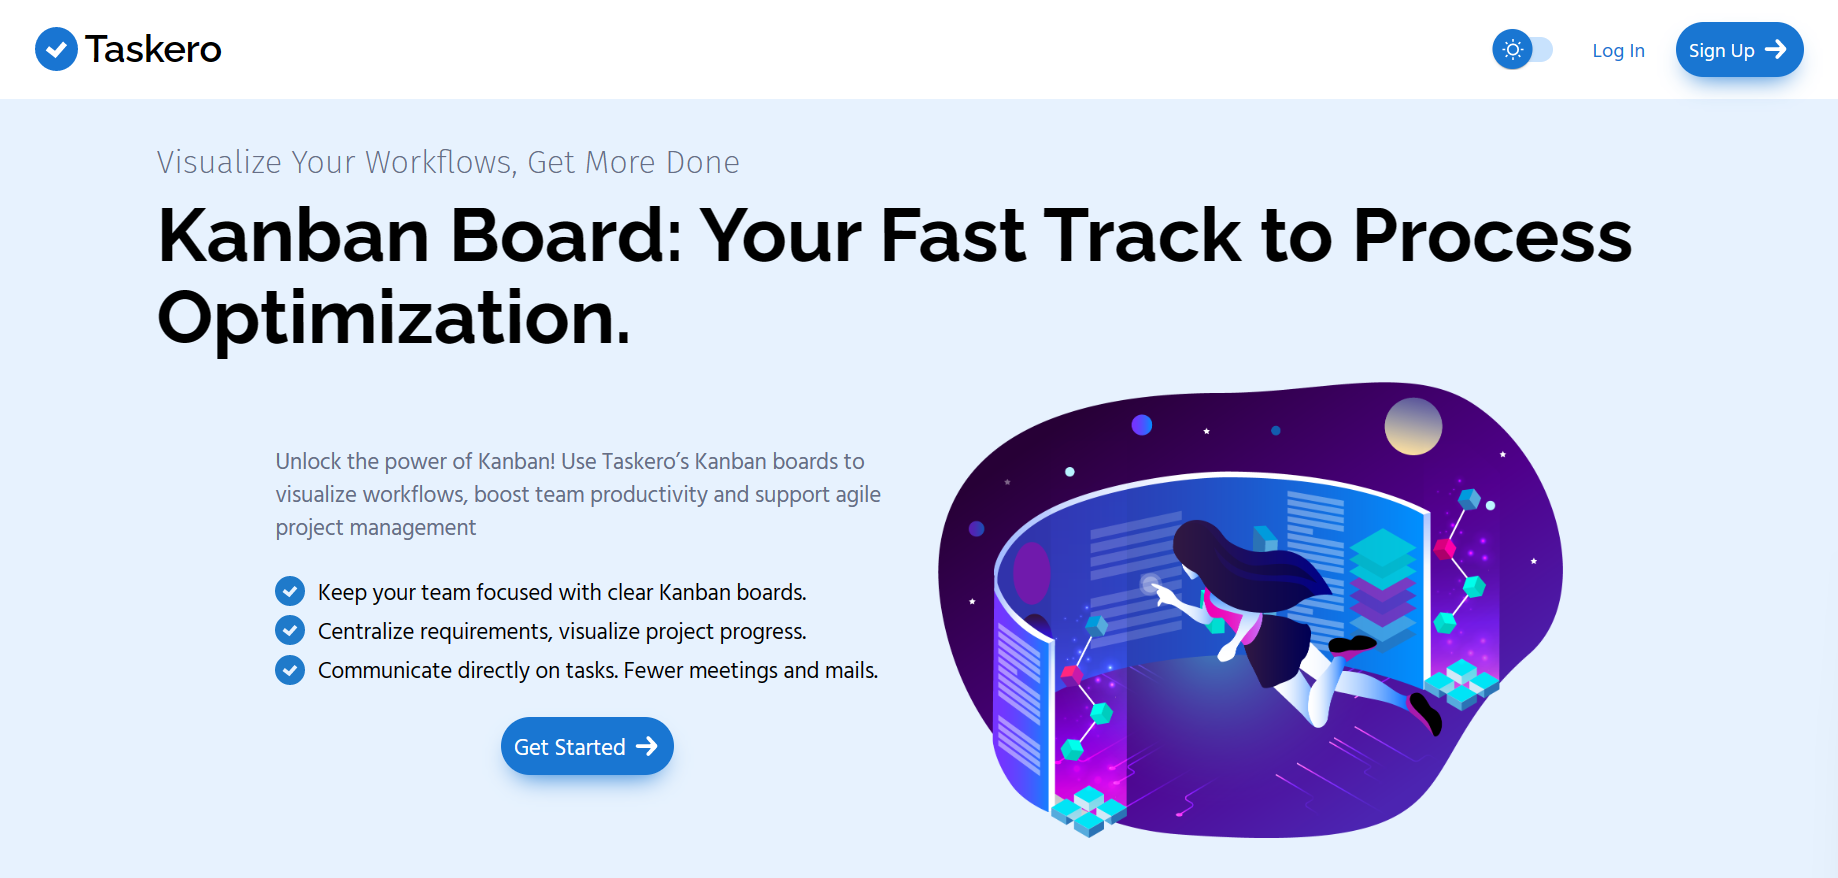 Taskero
Log In
Sign Up
Visualize Your Workflows, Get More Done
Kanban Board: Your Fast Track to Process
Optimization.
Unlock the power of Kanban! Use Taskero’s Kanban boards to
visualize workflows, boost team productivity and support agile
project management
Keep your team focused with clear Kanban boards.
Centralize requirements, visualize project progress.
Communicate directly on tasks. Fewer meetings and mails.
Get Started